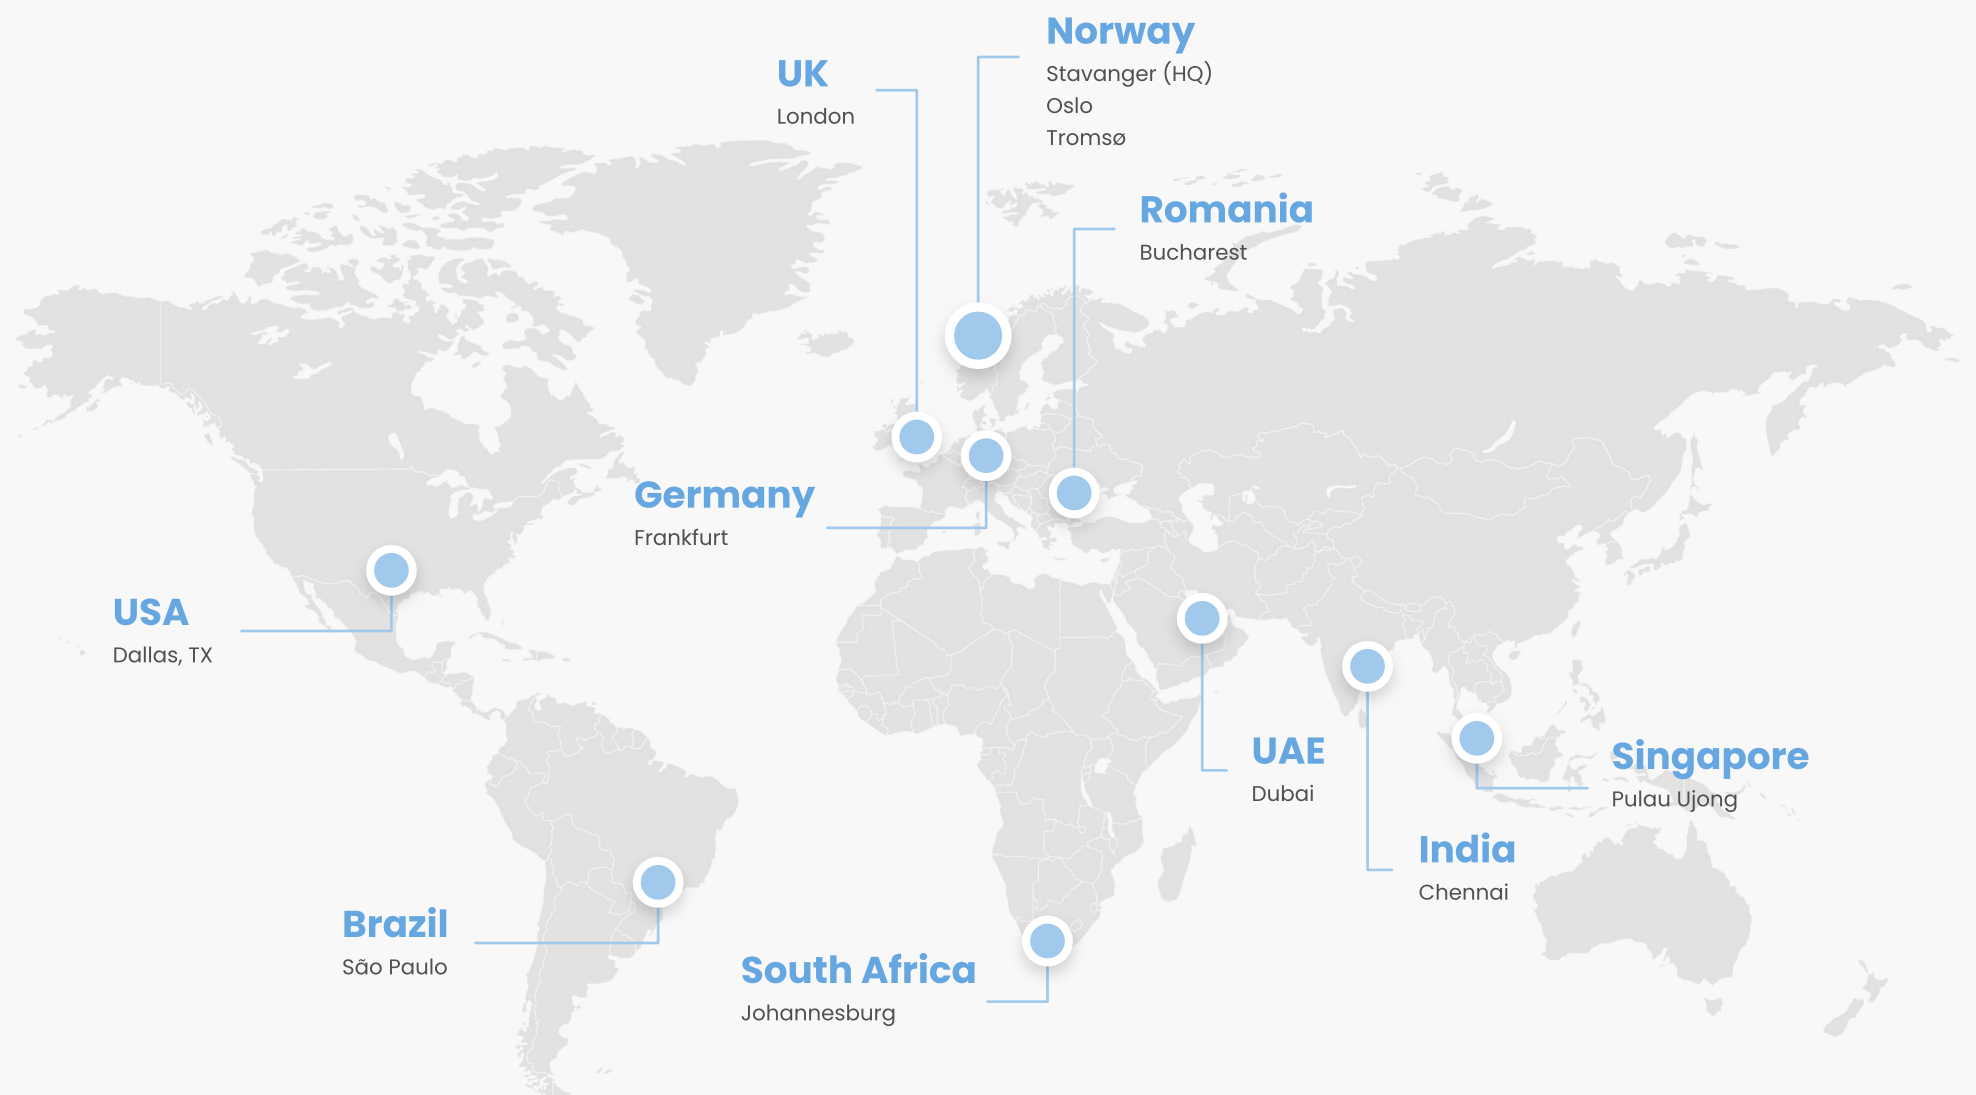 Norway
Stavanger (HQ)
Oslo
Tromsø
UK
London
Romania
Bucharest
Germany
Frankfurt
USA
Dallas, TX
UAE
Dubai
Singapore
Pulau Ujong
India
Chennai
Brazil
São Paulo
South Africa
Johannesburg